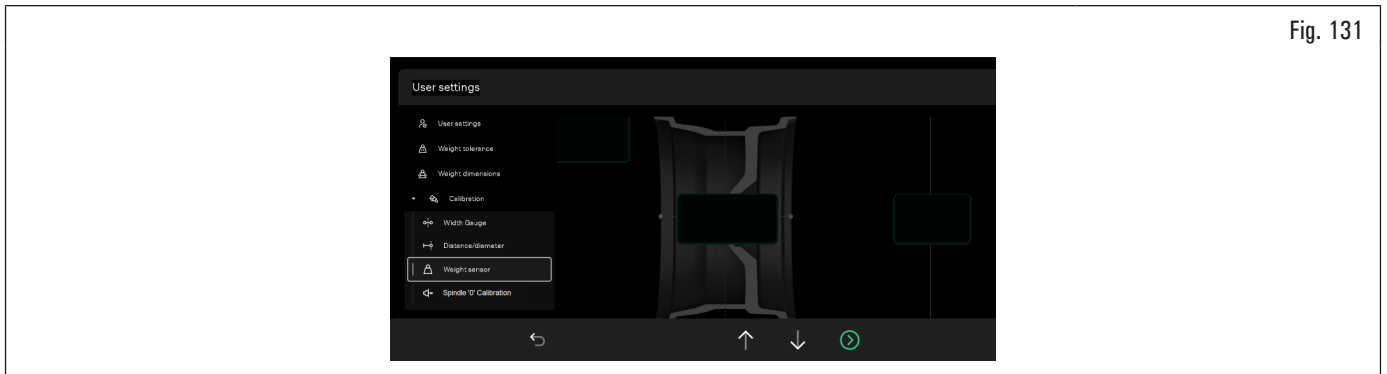 Fig. 131
User settings
User settings
Weight tolerance
Weight dimensions
Calibration
Width Gauge
Distance/diameter
Weight sensor
Spindle '0' Calibration